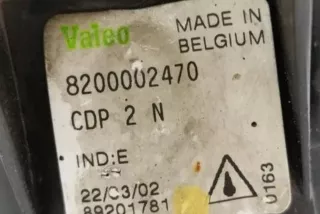 Valeo
MADE IN
BELGIUM
8200002470
CDP 2 N
IND:E
22/03/02
89201781
U163